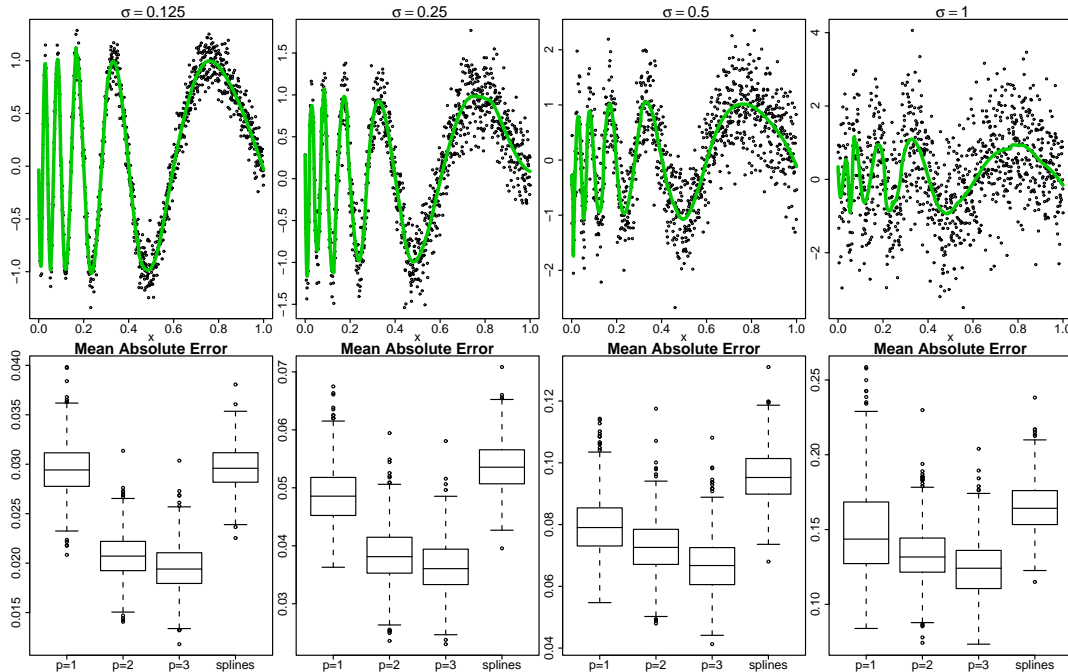 σ = 0.125
1.0
0.5
0.0
−0.5
−1.0
0.0 0.2 0.4 0.6 0.8 1.0
x
σ = 0.25
1.5
1.0
0.5
0.0
−0.5
−1.0
−1.5
0.0 0.2 0.4 0.6 0.8 1.0
x
σ = 0.5
2
1
0
−1
−2
0.0 0.2 0.4 0.6 0.8 1.0
x
σ = 1
4
2
0
−2
0.0 0.2 0.4 0.6 0.8 1.0
x
Mean Absolute Error
0.040
0.035
0.030
0.025
0.020
0.015
p=1 p=2 p=3 splines
Mean Absolute Error
0.07
0.06
0.05
0.04
0.03
p=1 p=2 p=3 splines
Mean Absolute Error
0.12
0.10
0.08
0.06
0.04
p=1 p=2 p=3 splines
Mean Absolute Error
0.25
0.20
0.15
0.10
p=1 p=2 p=3 splines